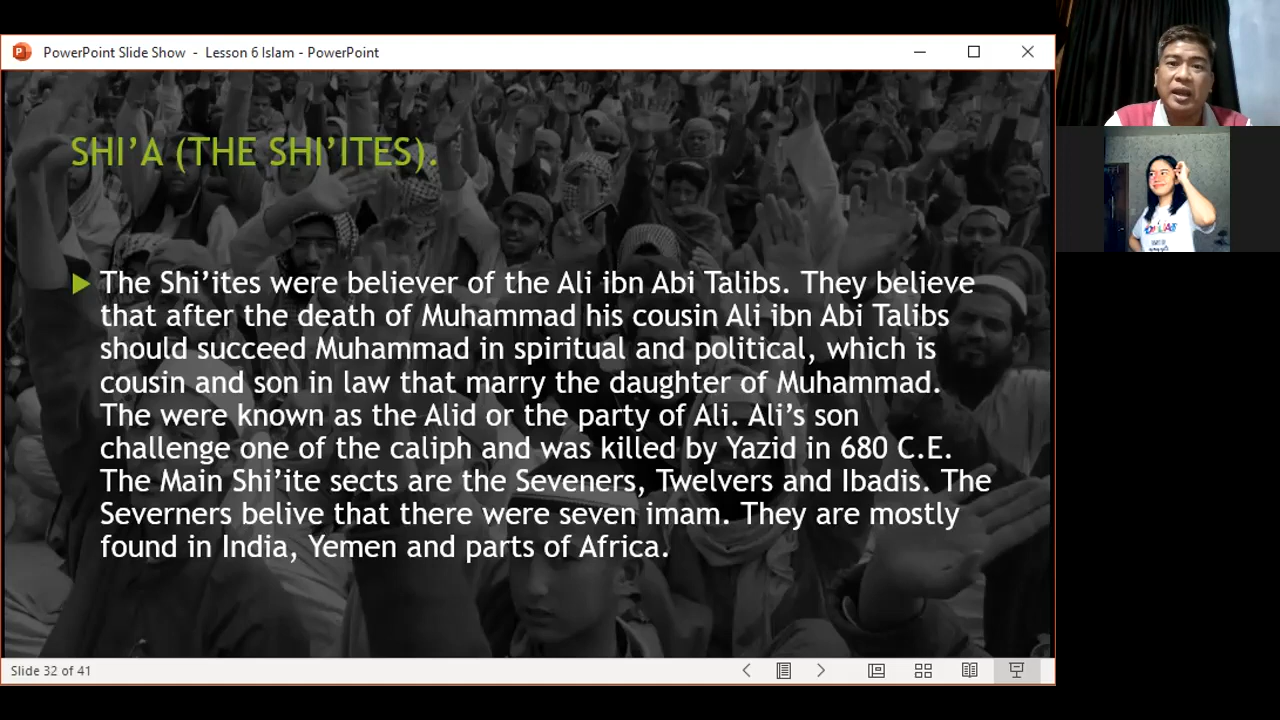 PowerPoint Slide Show - Lesson 6 Islam - PowerPoint
SHI’A (THE SHI’ITES).
The Shi’ites were believer of the Ali ibn Abi Talibs. They believe
that after the death of Muhammad his cousin Ali ibn Abi Talibs
should succeed Muhammad in spiritual and political, which is
cousin and son in law that marry the daughter of Muhammad.
The were known as the Alid or the party of Ali. Ali’s son
challenge one of the caliph and was killed by Yazid in 680 C.E.
The Main Shi’ite sects are the Seveners, Twelvers and Ibadis. The
Severners belive that there were seven imam. They are mostly
found in India, Yemen and parts of Africa.
Slide 32 of 41